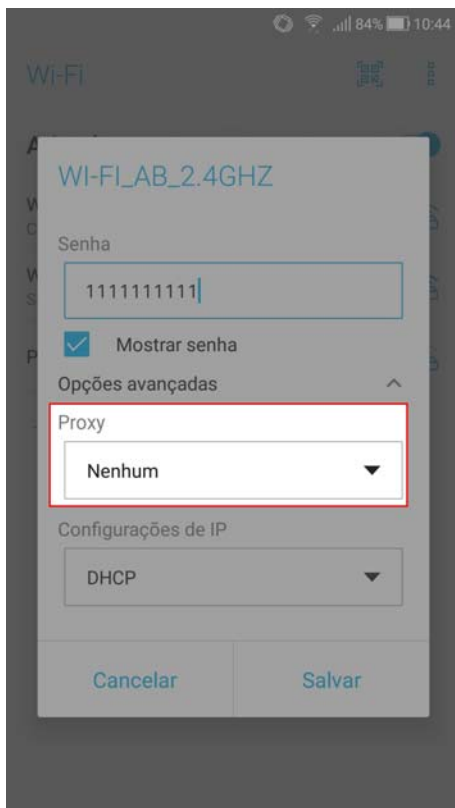 84% 10:44
Wi-Fi
WI-FI_AB_2.4GHZ
Senha
1111111111
Mostrar senha
Opções avançadas
Proxy
Nenhum
Configurações de IP
DHCP
Cancelar
Salvar